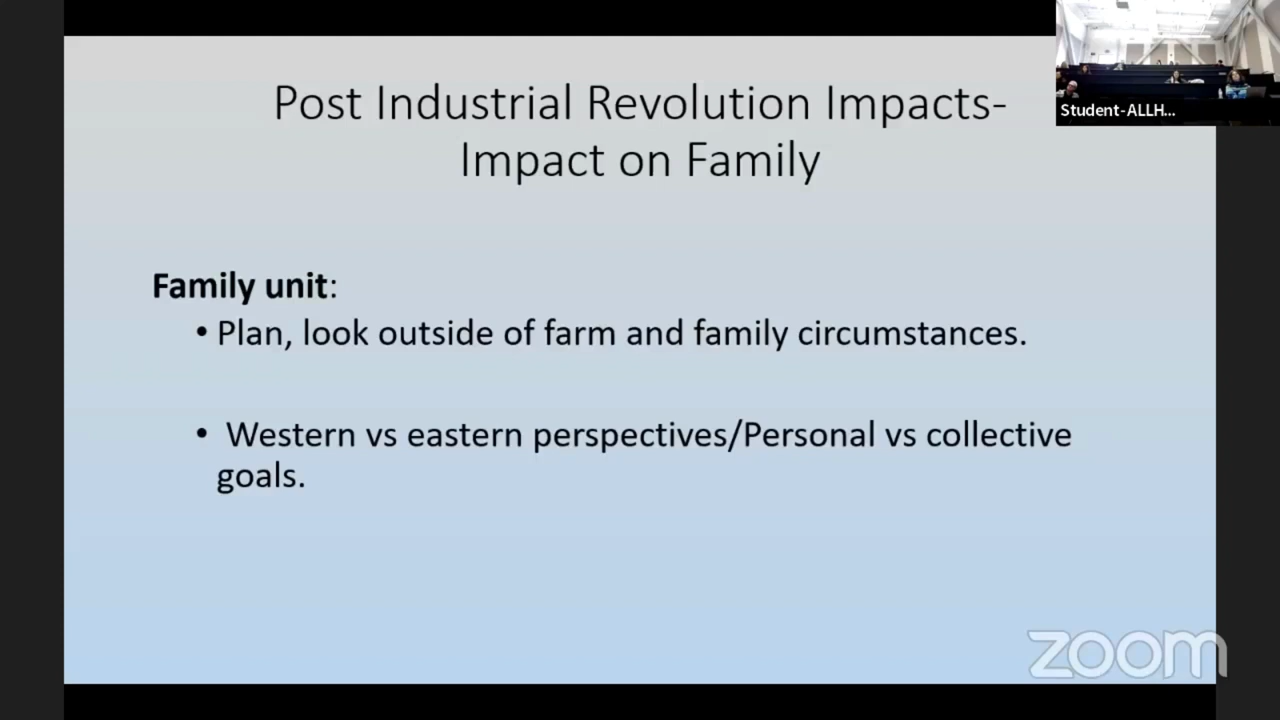 Post Industrial Revolution Impacts-
Impact on Family
Student-ALLH...
Family unit:
• Plan, look outside of farm and family circumstances.
• Western vs eastern perspectives/Personal vs collective
goals.
zoom